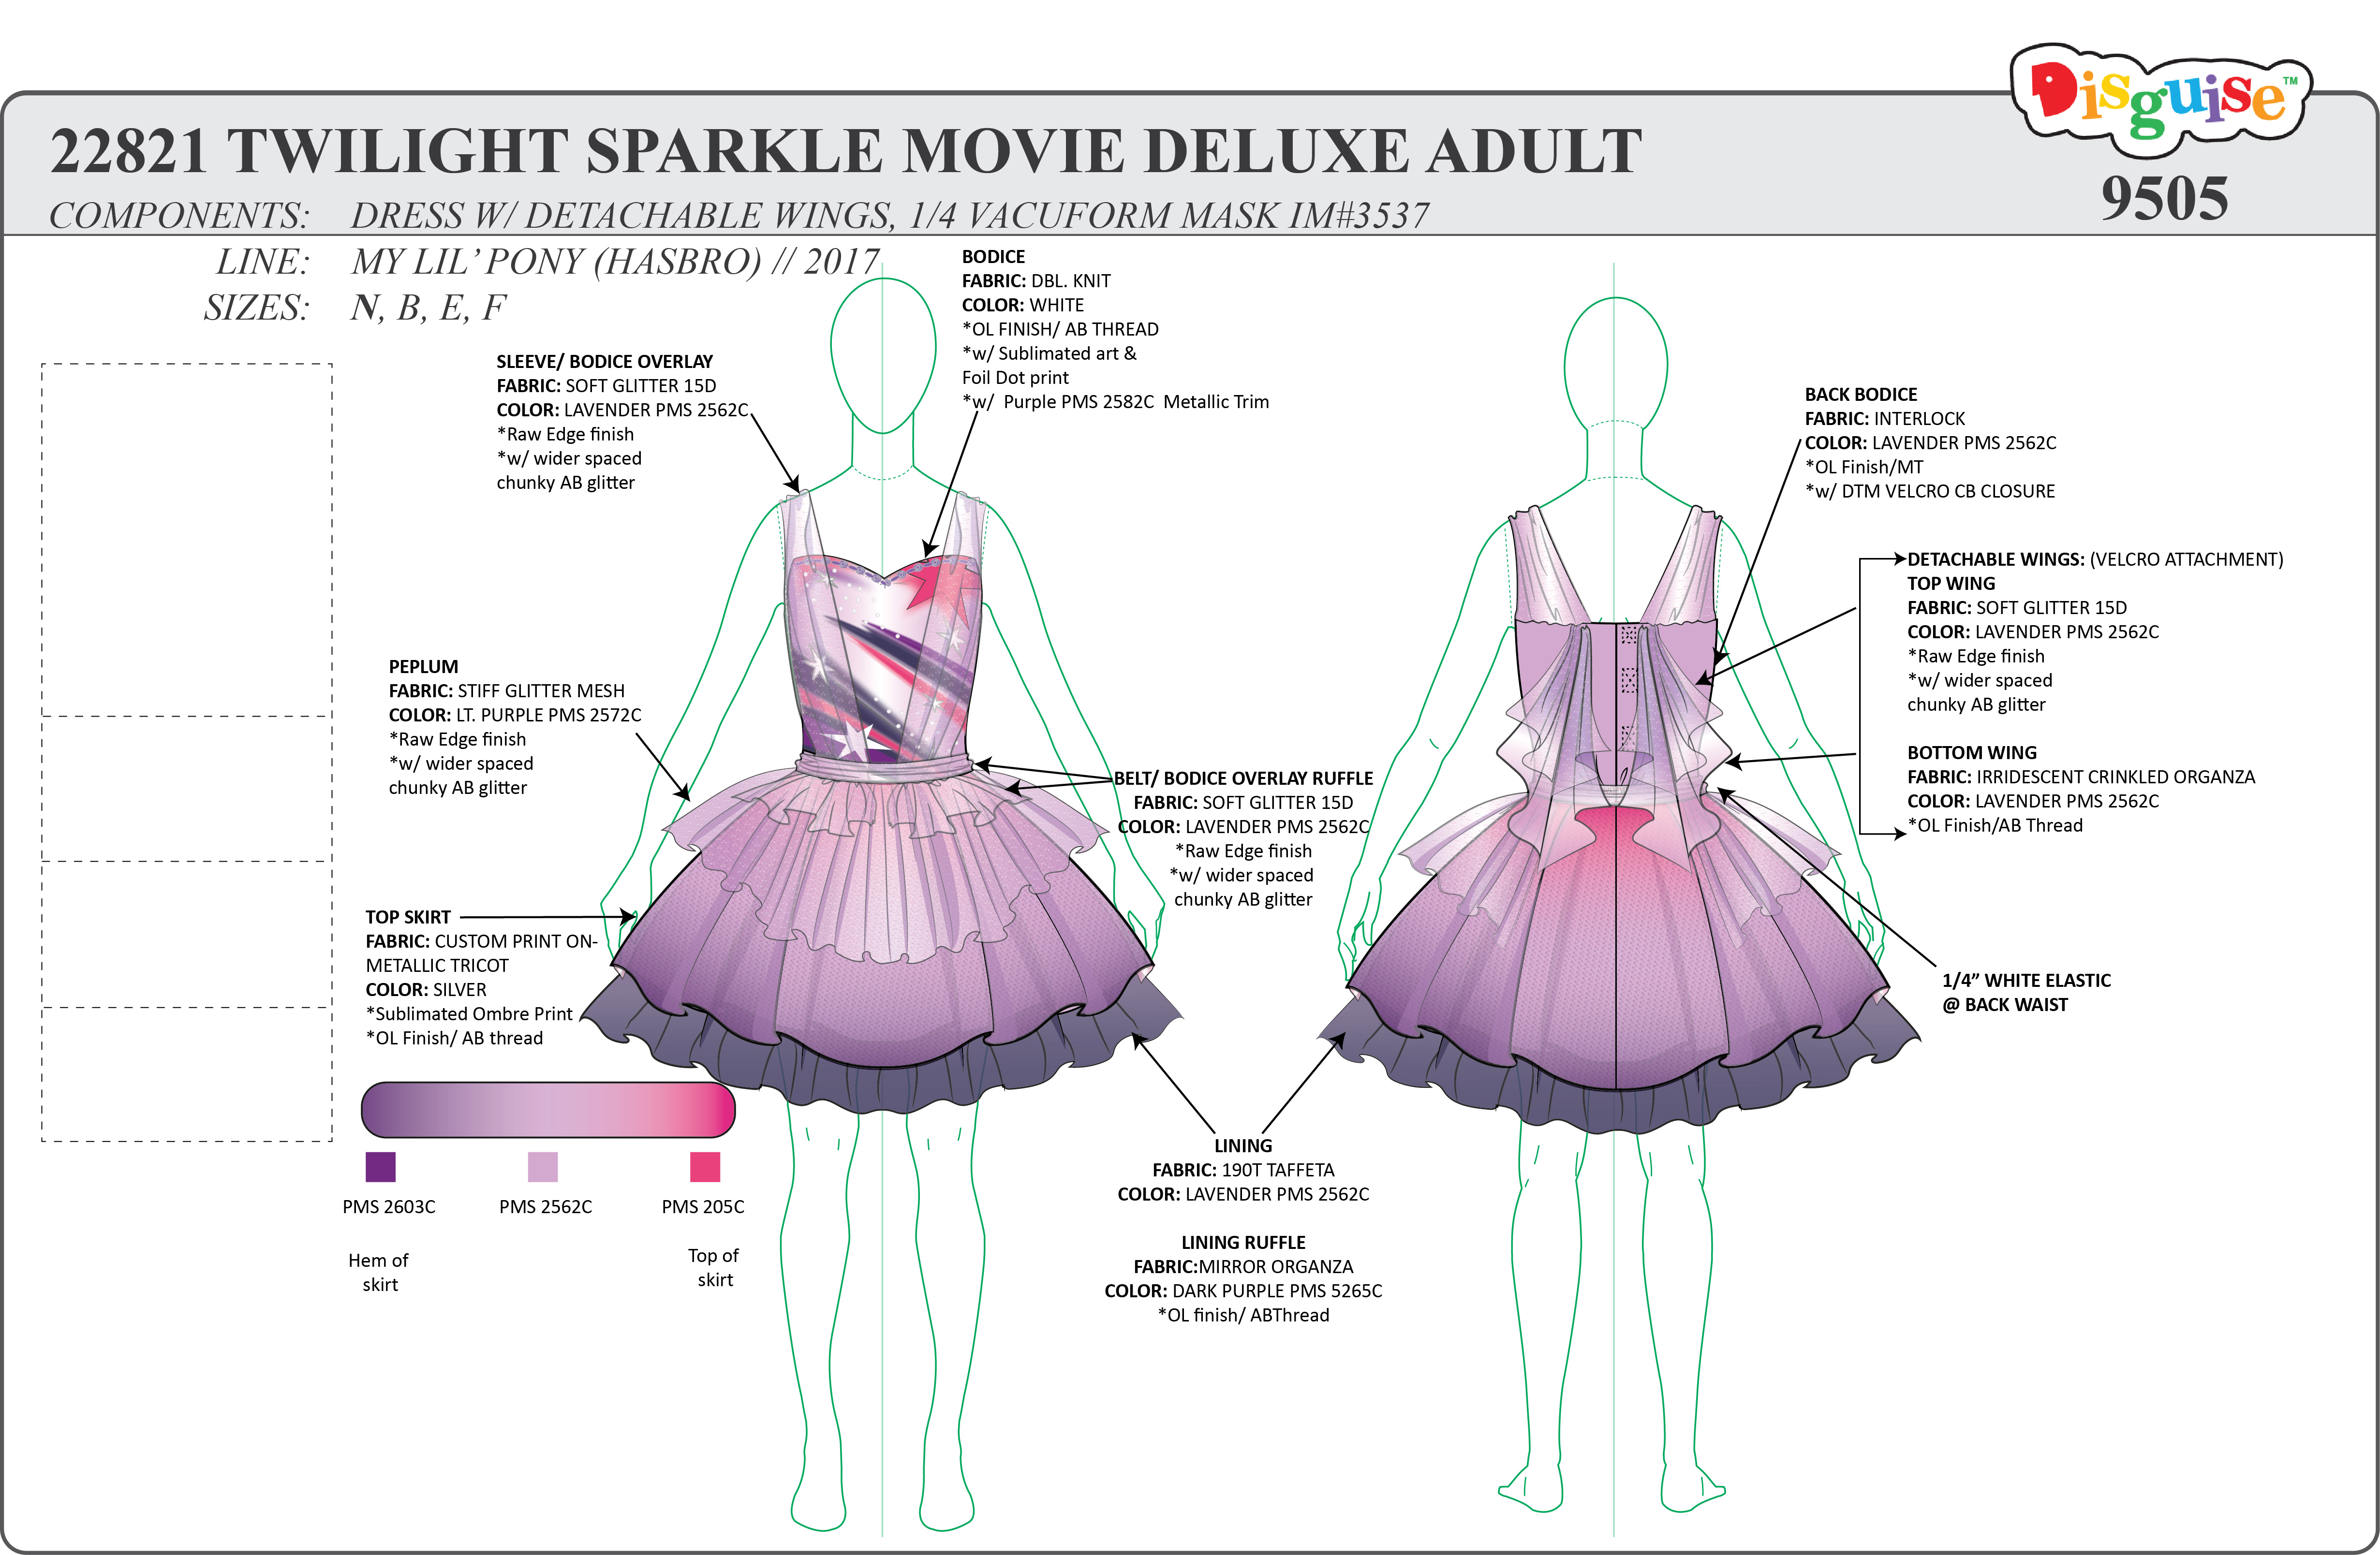 Disguise™
22821 TWILIGHT SPARKLE MOVIE DELUXE ADULT
9505
COMPONENTS: DRESS W/ DETACHABLE WINGS, 1/4 VACUFORM MASK IM#3537
LINE: MY LIL' PONY (HASBRO) // 2017
SIZES: N, B, E, F
BODICE
FABRIC: DBL. KNIT
COLOR: WHITE
*OL FINISH/ AB THREAD
*w/ Sublimated art &
Foil Dot print
*w/ Purple PMS 2582C Metallic Trim
SLEEVE/ BODICE OVERLAY
FABRIC: SOFT GLITTER 15D
COLOR: LAVENDER PMS 2562C
*Raw Edge finish
*w/ wider spaced
chunky AB glitter
BACK BODICE
FABRIC: INTERLOCK
COLOR: LAVENDER PMS 2562C
*OL Finish/MT
*w/ DTM VELCRO CB CLOSURE
DETACHABLE WINGS: (VELCRO ATTACHMENT)
TOP WING
FABRIC: SOFT GLITTER 15D
COLOR: LAVENDER PMS 2562C
*Raw Edge finish
*w/ wider spaced
chunky AB glitter
BOTTOM WING
FABRIC: IRRIDESCENT CRINKLED ORGANZA
COLOR: LAVENDER PMS 2562C
*OL Finish/AB Thread
PEPLUM
FABRIC: STIFF GLITTER MESH
COLOR: LT. PURPLE PMS 2572C
*Raw Edge finish
*w/ wider spaced
chunky AB glitter
BELT/ BODICE OVERLAY RUFFLE
FABRIC: SOFT GLITTER 15D
COLOR: LAVENDER PMS 2562C
*Raw Edge finish
*w/ wider spaced
chunky AB glitter
TOP SKIRT
FABRIC: CUSTOM PRINT ON-
METALLIC TRICOT
COLOR: SILVER
*Sublimated Ombre Print
*OL Finish/ AB thread
1/4” WHITE ELASTIC
@ BACK WAIST
PMS 2603C
PMS 2562C
PMS 205C
Hem of
skirt
Top of
skirt
LINING
FABRIC: 190T TAFFETA
COLOR: LAVENDER PMS 2562C
LINING RUFFLE
FABRIC:MIRROR ORGANZA
COLOR: DARK PURPLE PMS 5265C
*OL finish/ ABThread